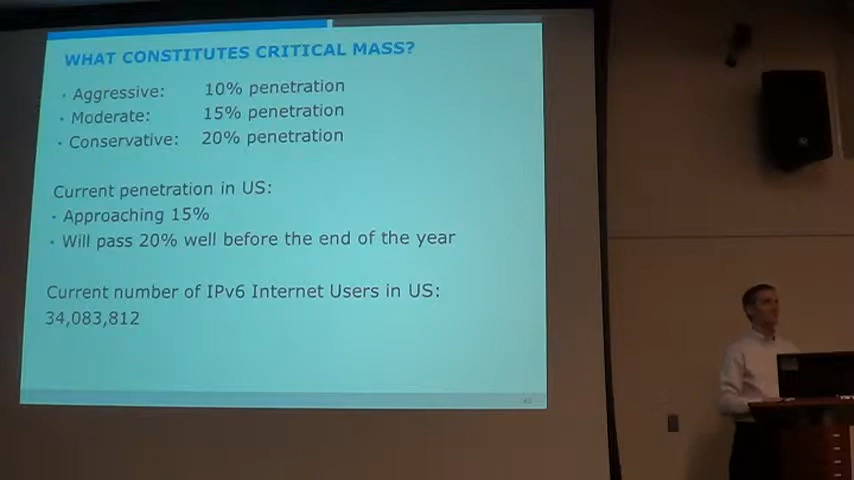 WHAT CONSTITUTES CRITICAL MASS?
· Aggressive: 10% penetration
· Moderate: 15% penetration
· Conservative: 20% penetration
Current penetration in US:
· Approaching 15%
· Will pass 20% well before the end of the year
Current number of IPv6 Internet Users in US:
34,083,812